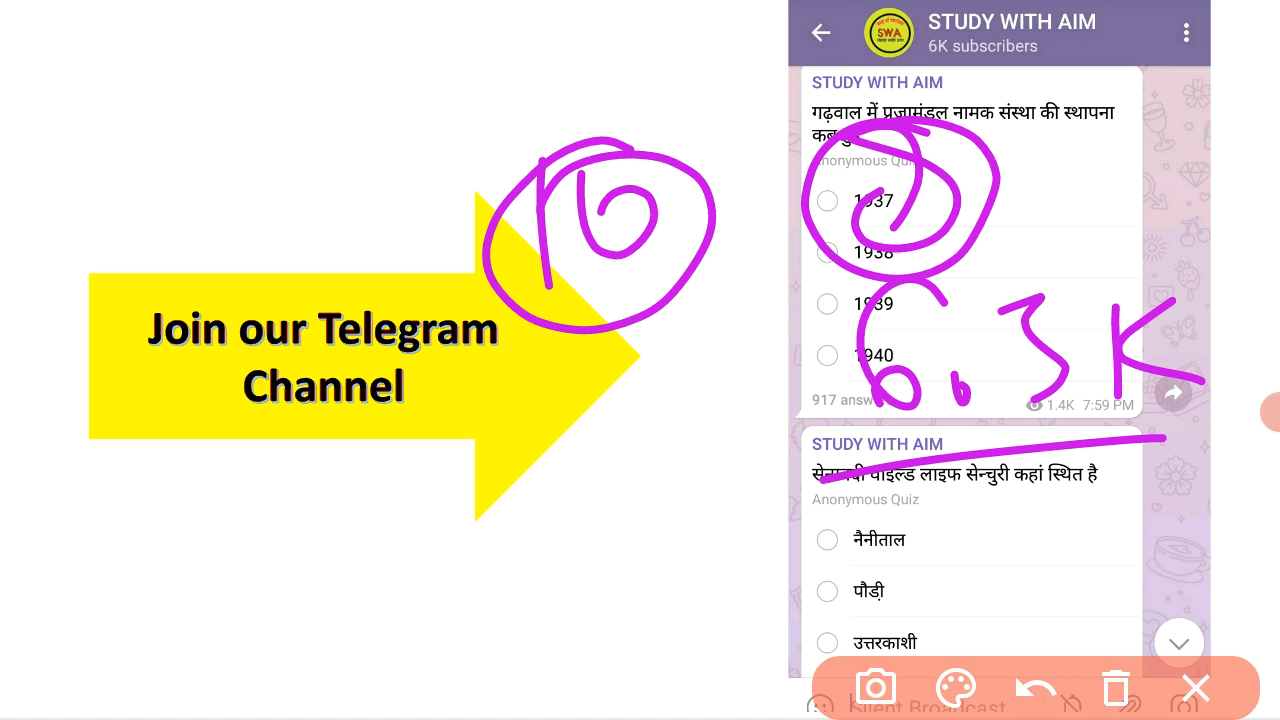 STUDY WITH AIM
SWA
6K subscribers
STUDY WITH AIM
गढ़वाल में प्रजामंडल नामक संस्था की स्थापना
कब
Anonymous Quiz
1937
1938
1939
1940
917 answ
1.4K 7:59 PM
6.3K
Join our Telegram
Channel
STUDY WITH AIM
वाइल्ड लाइफ सेन्चुरी कहां स्थित है
Anonymous Quiz
नैनीताल
पौड़ी
उत्तरकाशी
Silent Broadcast